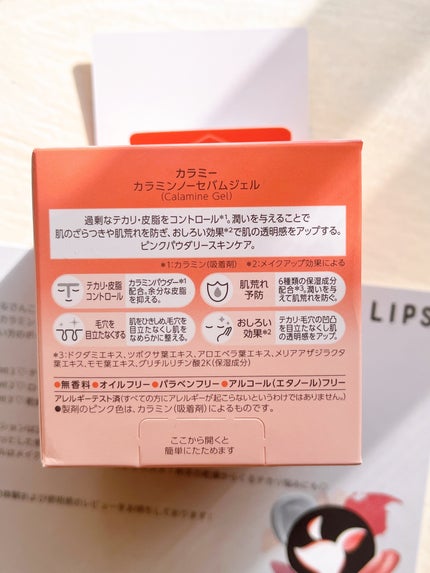 カラミー
カラミンノーセバムジェル
(Calamine Gel)
過剰なテカリ・皮脂をコントロール*1。潤いを与えることで
肌のざらつきや肌荒れを防ぎ、おしろい効果*2で肌の透明感をアップする。
ピンクパウダリースキンケア。
*1:カラミン(吸着剤) *2:メイクアップ効果による
テカリ・皮脂
コントロール
カラミンパウダー*1
配合。余分な皮脂
を抑える。
肌荒れ
予防
6種類の保湿成分
配合*3。潤いを与
えて肌荒れを防ぐ。
毛穴を
目立たなくする
肌をひきしめ、毛穴を
目立たなくし肌を
なめらかに整える。
おしろい
効果*2
テカリ・毛穴の凹凸
を目立たなくし肌
の透明感をアップ。
*3:ドクダミエキス、ツボクサ葉エキス、アロエベラ葉エキス、メリアアザジラクタ
葉エキス、モモ葉エキス、グリチルリチン酸2K(保湿成分)
●無香料●オイルフリー●パラベンフリー●アルコール(エタノール)フリー
アレルギーテスト済(すべての方にアレルギーが起こらないというわけではありません。)
●製剤のピンク色は、カラミン(吸着剤)によるものです。
ここから開くと
簡単にたためます
LIPS